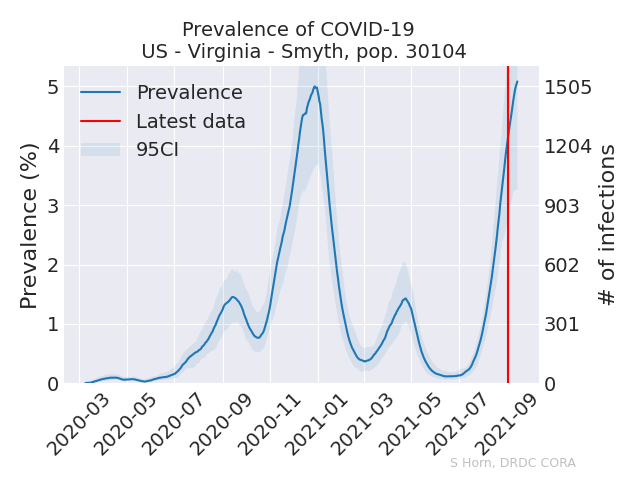 Prevalence of COVID-19
US - Virginia - Smyth, pop. 30104
Prevalence
Latest data
95CI
Prevalence (%)
5
4
3
2
1
0
1505
1204
903
602
301
0
# of infections
2020-03
2020-05
2020-07
2020-09
2020-11
2021-01
2021-03
2021-05
2021-07
2021-09
S Horn, DRDC CORA